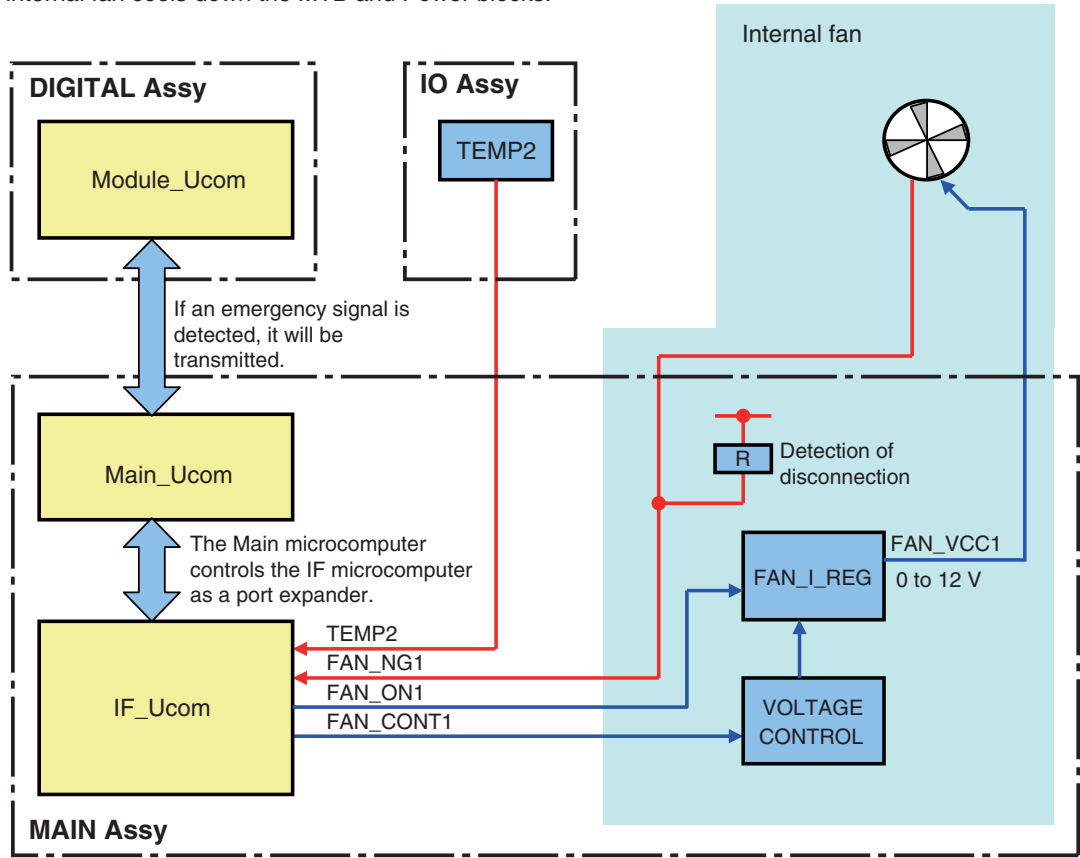 Internal fan
DIGITAL Assy
IO Assy
TEMP2
Module_Ucom
If an emergency signal is
detected, it will be
transmitted.
Main_Ucom
R
Detection of
disconnection
The Main microcomputer
controls the IF microcomputer
as a port expander.
FAN_I_REG
FAN_VCC1
0 to 12 V
IF_Ucom
TEMP2
FAN_NG1
FAN_ON1
FAN_CONT1
VOLTAGE
CONTROL
MAIN Assy